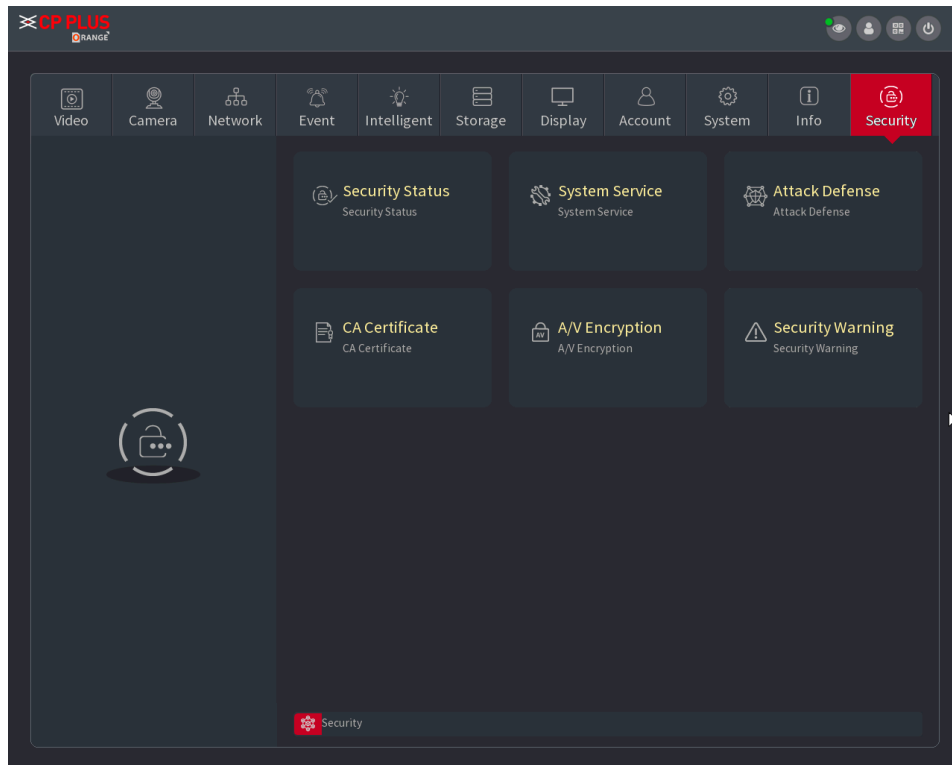 CP PLUS
ORANGE
Video Camera Network Event Intelligent Storage Display Account System Info Security
Security Status System Service Attack Defense
Security Status System Service Attack Defense
CA Certificate A/V Encryption Security Warning
CA Certificate A/V Encryption Security Warning
AV
Security